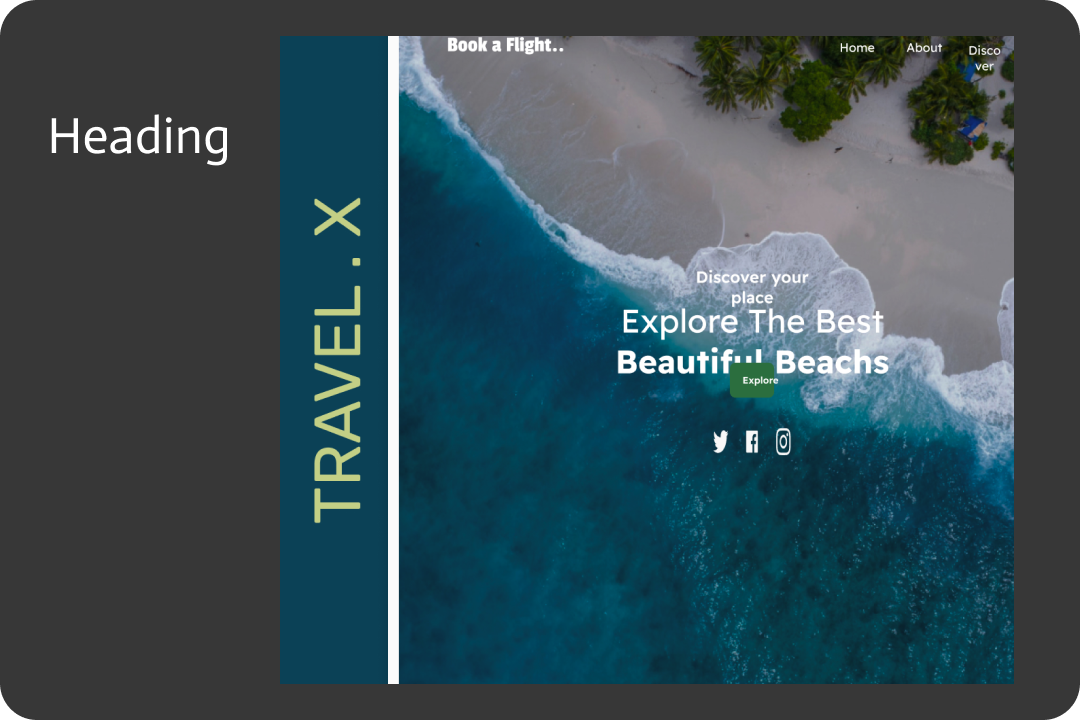 Heading
TRAVEL . X
Book a Flight..
Home About Disco
ver
Discover your
place
Explore The Best
Beautiful Beachs
Explore